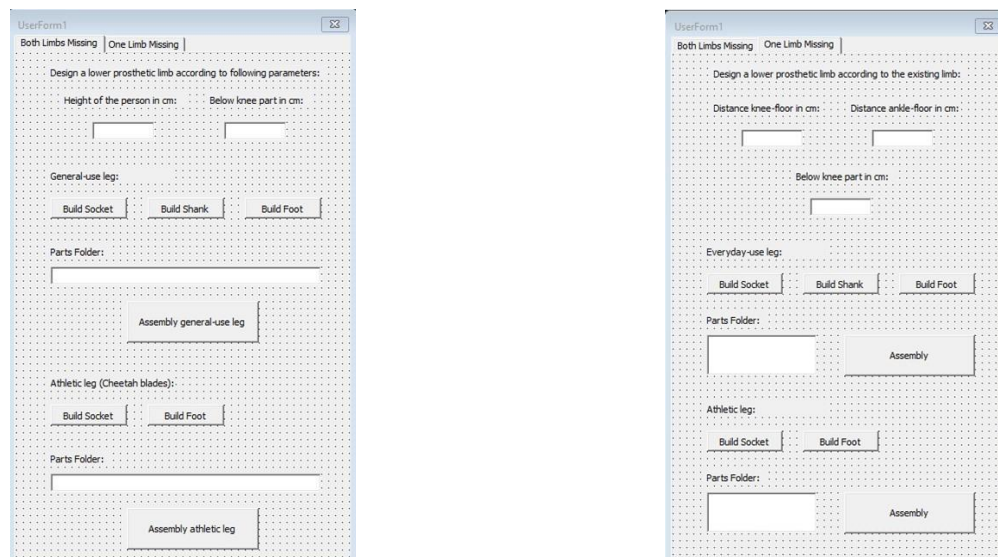 UserForm1
Both Limbs Missing One Limb Missing
Design a lower prosthetic limb according to following parameters:
Height of the person in cm: Below knee part in cm:
General-use leg:
Build Socket Build Shank Build Foot
Parts Folder:
Assembly general-use leg
Athletic leg (Cheetah blades):
Build Socket Build Foot
Parts Folder:
Assembly athletic leg
UserForm1
Both Limbs Missing One Limb Missing
Design a lower prosthetic limb according to the existing limb:
Distance knee-floor in cm: Distance ankle-floor in cm:
Below knee part in cm:
Everyday-use leg:
Build Socket Build Shank Build Foot
Parts Folder:
Assembly
Athletic leg:
Build Socket Build Foot
Parts Folder:
Assembly